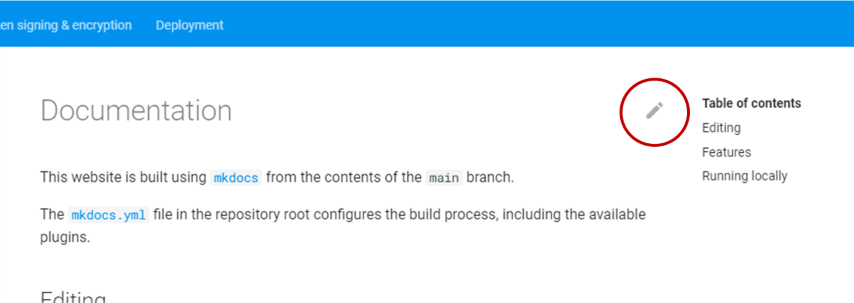 en signing & encryption Deployment
Documentation
Table of contents
Editing
Features
Running locally
This website is built using mkdocs from the contents of the main branch.
The mkdocs.yml file in the repository root configures the build process, including the available
plugins.
Editing